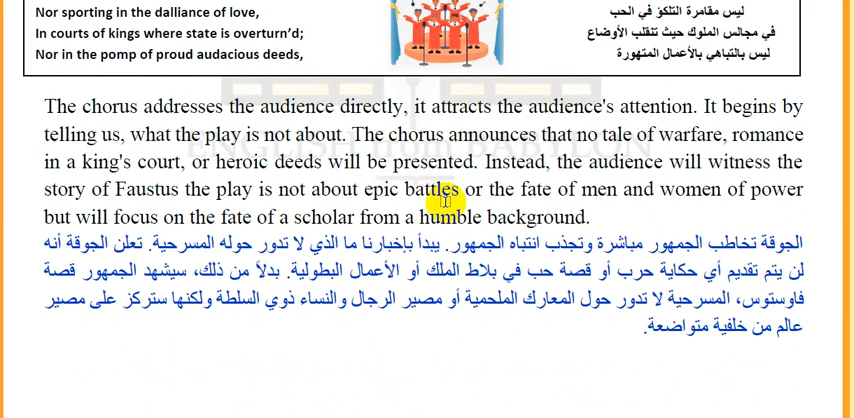 Nor sporting in the dalliance of love,
In courts of kings where state is overturn'd;
Nor in the pomp of proud audacious deeds,
ليس مقامرة التلكؤ في الحب
في مجالس الملوك حيث تنقلب الأوضاع
ليس بالتباهي بالأعمال المتهورة
The chorus addresses the audience directly, it attracts the audience's attention. It begins by
telling us, what the play is not about. The chorus announces that no tale of warfare, romance
in a king's court, or heroic deeds will be presented. Instead, the audience will witness the
story of Faustus the play is not about epic battles or the fate of men and women of power
but will focus on the fate of a scholar from a humble background.
ENGLISH from BABYLON
الجوقة تخاطب الجمهور مباشرة وتجذب انتباه الجمهور. يبدأ بإخبارنا ما الذي لا تدور حوله المسرحية. تعلن الجوقة أنه
لن يتم تقديم أي حكاية حرب أو قصة حب في بلاط الملك أو الأعمال البطولية. بدلاً من ذلك، سيشهد الجمهور قصة
فاوستوس، المسرحية لا تدور حول المعارك الملحمية أو مصير الرجال والنساء ذوي السلطة ولكنها ستركز على مصير
عالم من خلفية متواضعة.